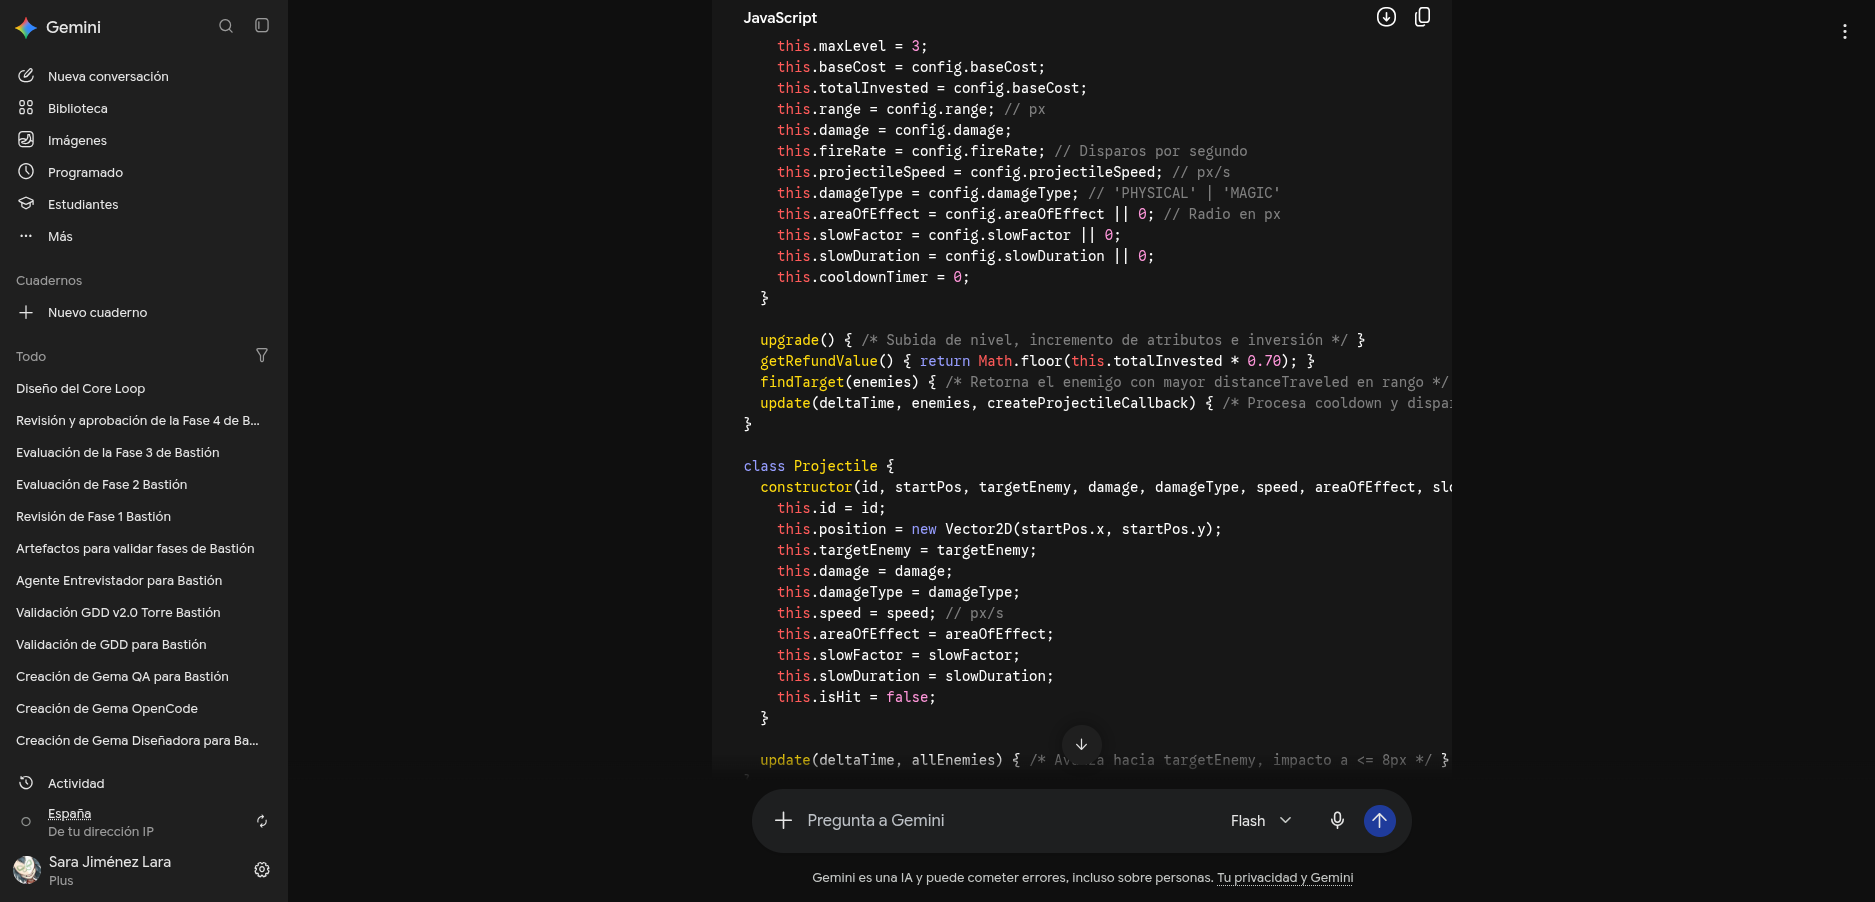 Gemini
Nueva conversación
Biblioteca
Imágenes
Programado
Estudiantes
Más
Cuadernos
Nuevo cuaderno
Todo
Diseño del Core Loop
Revisión y aprobación de la Fase 4 de B...
Evaluación de la Fase 3 de Bastión
Evaluación de Fase 2 Bastión
Revisión de Fase 1 Bastión
Artefactos para validar fases de Bastión
Agente Entrevistador para Bastión
Validación GDD v2.0 Torre Bastión
Validación de GDD para Bastión
Creación de Gema QA para Bastión
Creación de Gema OpenCode
Creación de Gema Diseñadora para Ba...
Actividad
España
De tu dirección IP
Sara Jiménez Lara
Plus
JavaScript
this.maxLevel = 3;
this.baseCost = config.baseCost;
this.totalInvested = config.baseCost;
this.range = config.range; // px
this.damage = config.damage;
this.fireRate = config.fireRate; // Disparos por segundo
this.projectileSpeed = config.projectileSpeed; // px/s
this.damageType = config.damageType; // 'PHYSICAL' | 'MAGIC'
this.areaOfEffect = config.areaOfEffect || 0; // Radio en px
this.slowFactor = config.slowFactor || 0;
this.slowDuration = config.slowDuration || 0;
this.cooldownTimer = 0;
}
upgrade() { /* Subida de nivel, incremento de atributos e inversión */ }
getRefundValue() { return Math.floor(this.totalInvested * 0.70); }
findTarget(enemies) { /* Retorna el enemigo con mayor distanceTraveled en rango */
update(deltaTime, enemies, createProjectileCallback) { /* Procesa cooldown y dispa
}
class Projectile {
constructor(id, startPos, targetEnemy, damage, damageType, speed, areaOfEffect, slo
this.id = id;
this.position = new Vector2D(startPos.x, startPos.y);
this.targetEnemy = targetEnemy;
this.damage = damage;
this.damageType = damageType;
this.speed = speed; // px/s
this.areaOfEffect = areaOfEffect;
this.slowFactor = slowFactor;
this.slowDuration = slowDuration;
this.isHit = false;
}
update(deltaTime, allEnemies) { /* Avanza hacia targetEnemy, impacto a <= 8px */ }
Pregunta a Gemini
Flash
Gemini es una IA y puede cometer errores, incluso sobre personas. Tu privacidad y Gemini